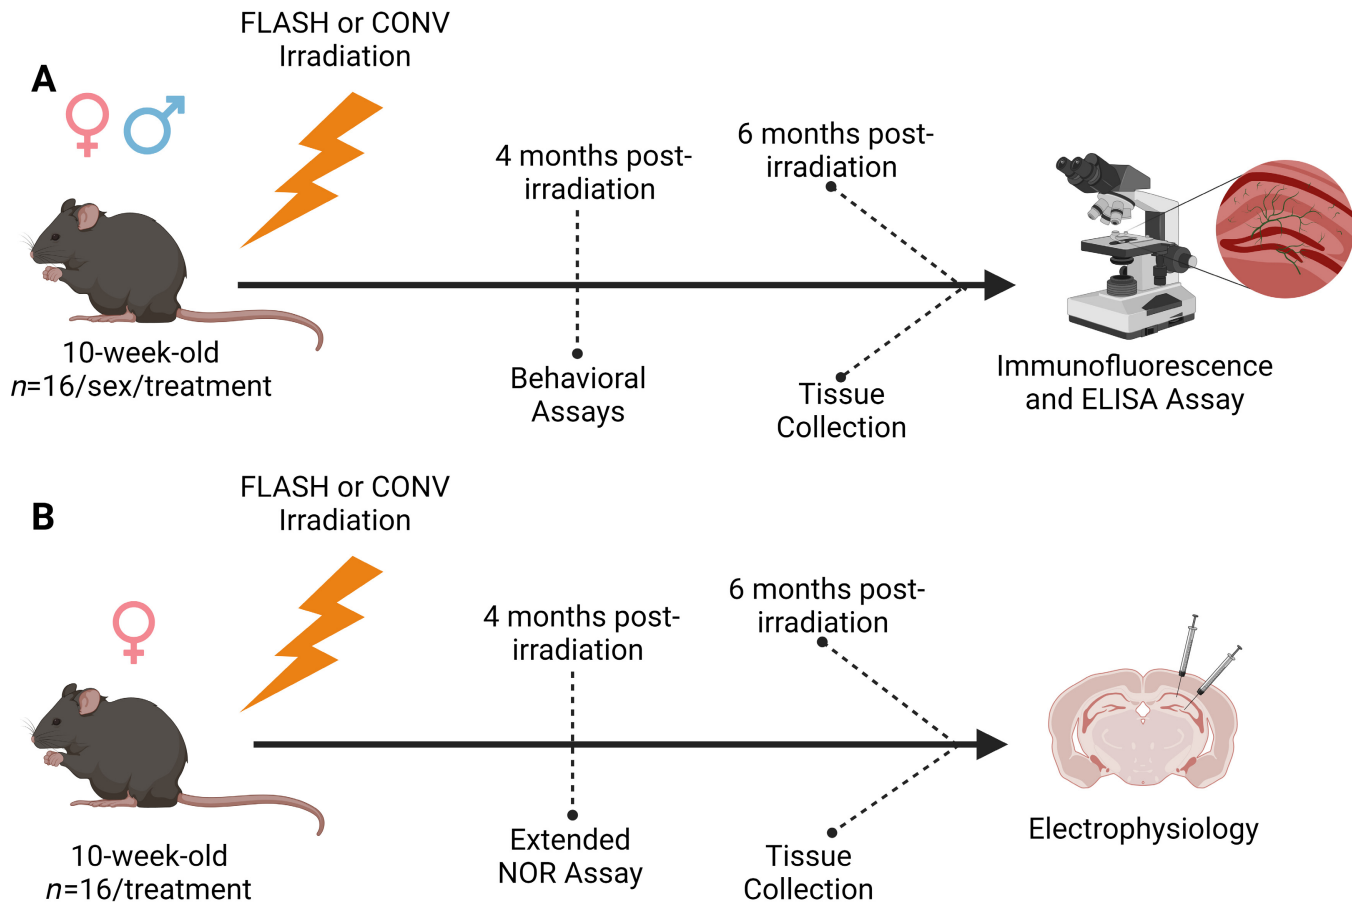 A
FLASH or CONV
Irradiation
4 months post-
irradiation
6 months post-
irradiation
10-week-old
n=16/sex/treatment
Behavioral
Assays
Tissue
Collection
Immunofluorescence
and ELISA Assay
B
FLASH or CONV
Irradiation
4 months post-
irradiation
6 months post-
irradiation
10-week-old
n=16/treatment
Extended
NOR Assay
Tissue
Collection
Electrophysiology